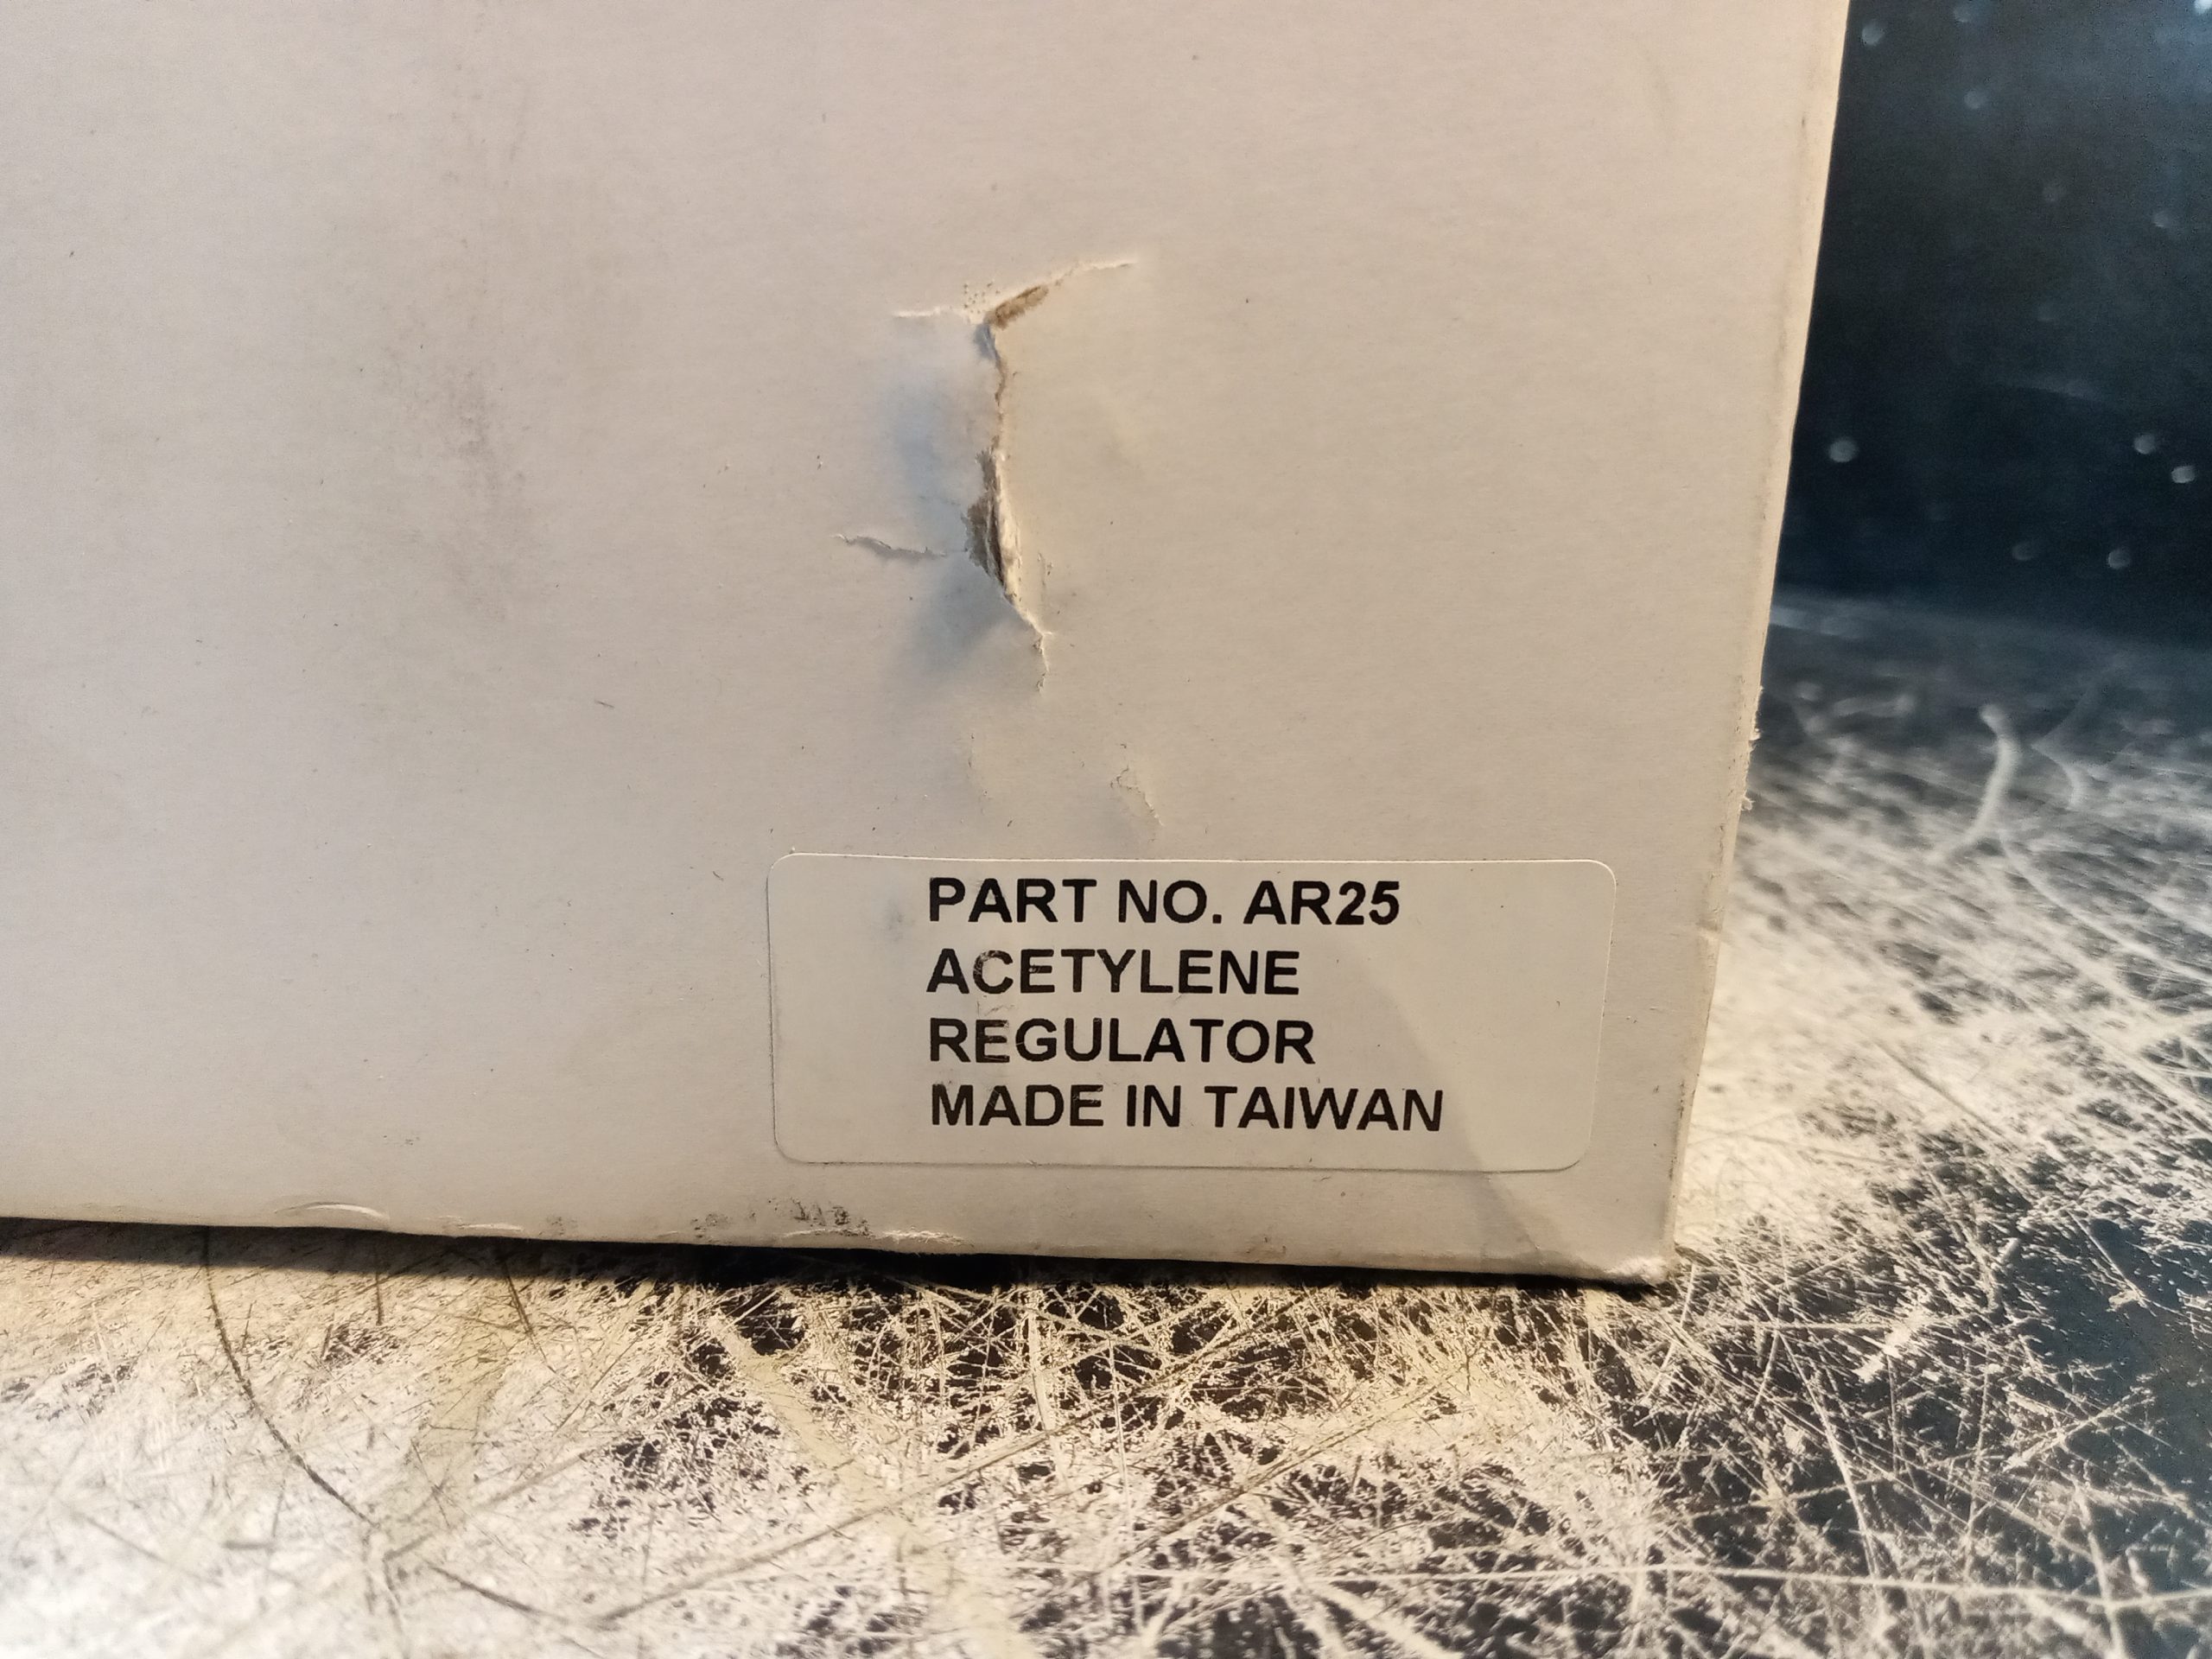 PART NO. AR25
ACETYLENE
REGULATOR
MADE IN TAIWAN